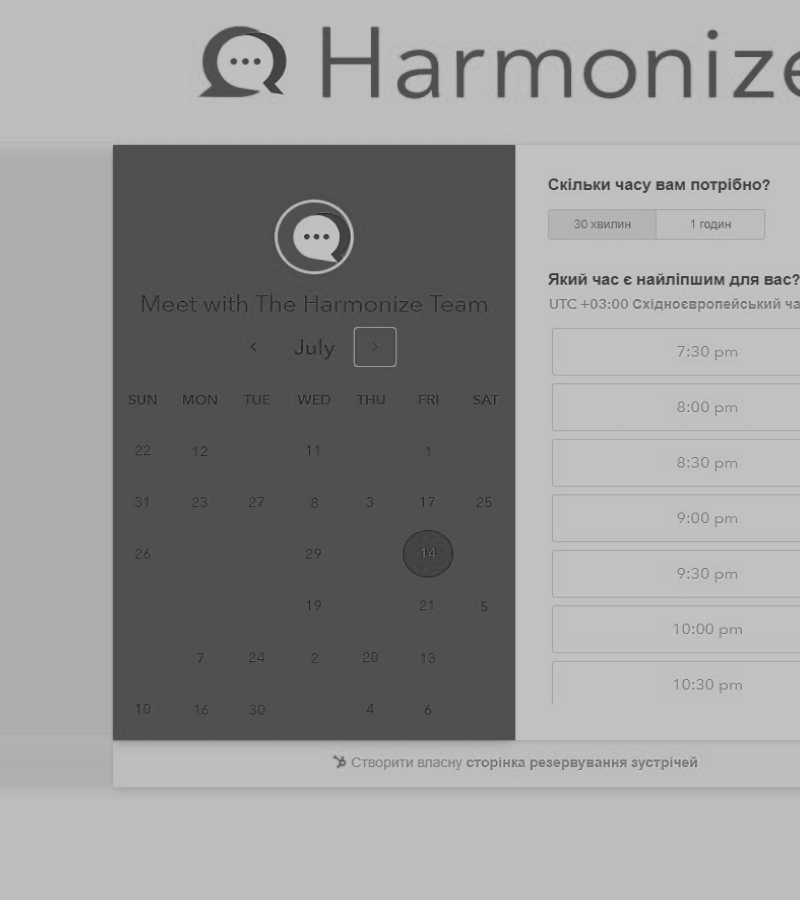 Harmonize
Meet with The Harmonize Team
July
SUN MON TUE WED THU FRI SAT
22 12 11 1
31 23 27 8 3 17 25
26 29 14
19 21 5
7 24 2 20 13
10 16 30 4 6
Скільки часу вам потрібно?
30 хвилин 1 годин
Який час є найліпшим для вас?
UTC +03:00 Східноєвропейський ча
7:30 pm
8:00 pm
8:30 pm
9:00 pm
9:30 pm
10:00 pm
10:30 pm
Створити власну сторінка резервування зустрічей